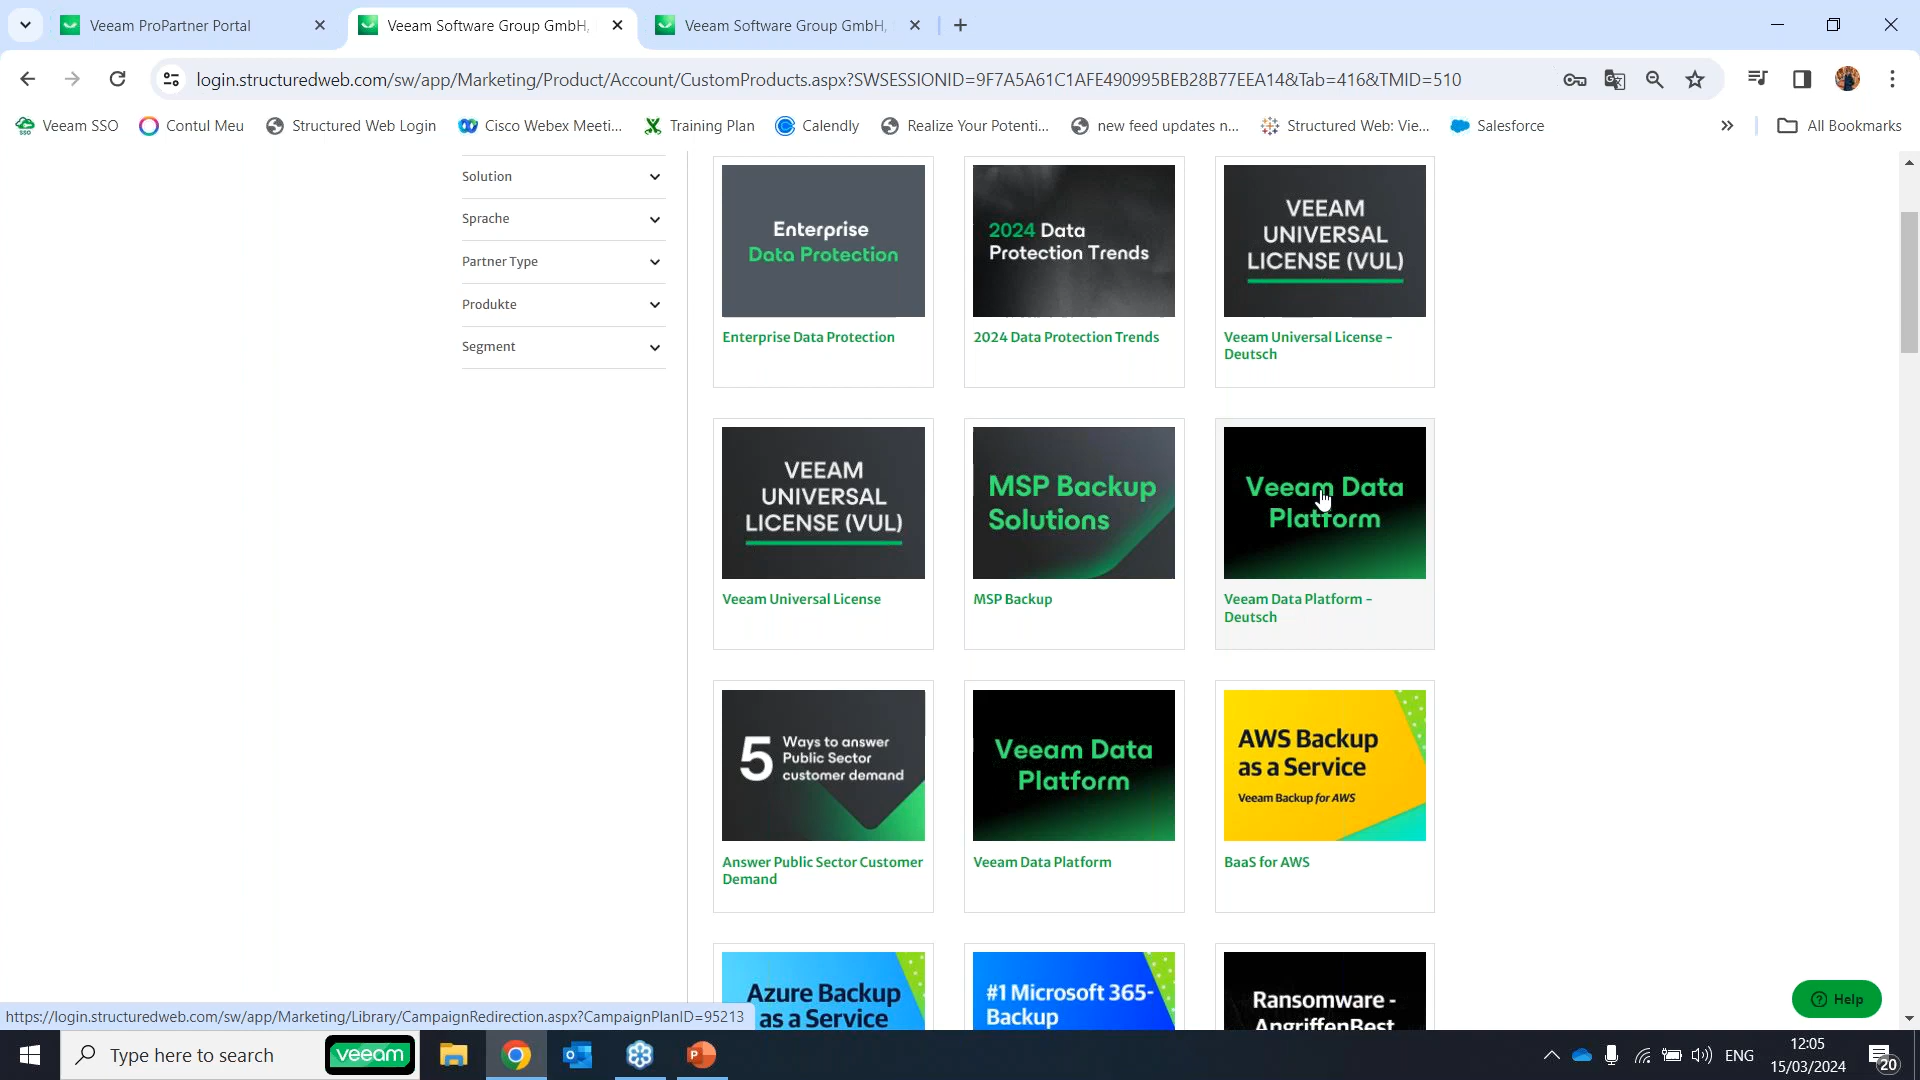 Veeam ProPartner Portal
Veeam Software Group GmbH,
Veeam Software Group GmbH,
login.structuredweb.com/sw/app/Marketing/Product/Account/CustomProducts.aspx?SWSESSIONID=9F7A5A61C1AFE490995BEB28B77EEA14&Tab=416&TMID=510
Veeam SSO
Contul Meu
Structured Web Login
Cisco Webex Meeti...
Training Plan
Calendly
Realize Your Potenti...
new feed updates n...
Structured Web: Vie...
Salesforce
All Bookmarks
Solution
Sprache
Partner Type
Produkte
Segment
Enterprise
Data Protection
Enterprise Data Protection
2024 Data
Protection Trends
2024 Data Protection Trends
VEEAM
UNIVERSAL
LICENSE (VUL)
Veeam Universal License -
Deutsch
VEEAM
UNIVERSAL
LICENSE (VUL)
Veeam Universal License
MSP Backup
Solutions
MSP Backup
Veeam Data
Platform
Veeam Data Platform -
Deutsch
5 Ways to answer
Public Sector
customer demand
Answer Public Sector Customer
Demand
Veeam Data
Platform
Veeam Data Platform
AWS Backup
as a Service
Veeam Backup for AWS
BaaS for AWS
Azure Backup
as a Service
#1 Microsoft 365-
Backup
Ransomware -
AngriffenBest
Help
https://login.structuredweb.com/sw/app/Marketing/Library/CampaignRedirection.aspx?CampaignPlanID=95213
Type here to search
veeam
ENG
12:05
15/03/2024
20